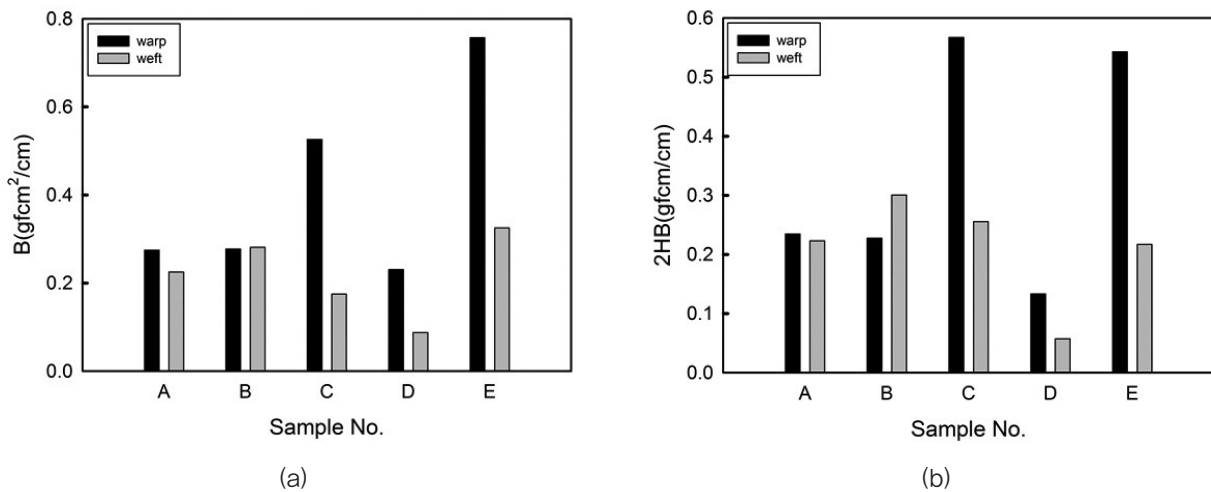 0.8
0.6
0.4
0.2
0.0
B(gfcm²/cm)
warp
weft
A B C D E
Sample No.
(a)
0.6
0.5
0.4
0.3
0.2
0.1
0.0
2HB(gfcm/cm)
warp
weft
A B C D E
Sample No.
(b)